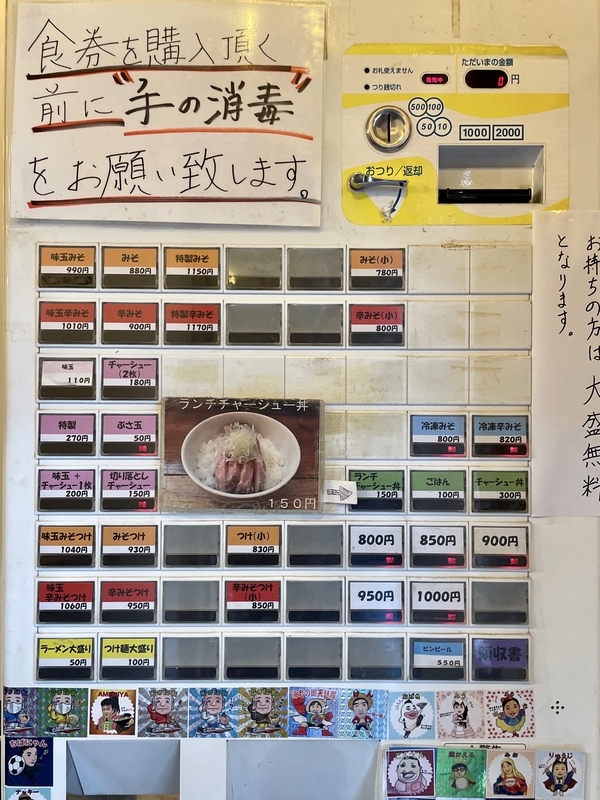 食券を購入頂く
前に"手の消毒"
をお願い致します。
お札使えません
つり銭切れ
発売中
ただいまの金額
0 円
500 100
50 10
1000 2000
おつり/返却
お持ちの方は大盛無料
となります。
味玉みそ 990円
みそ 880円
特製みそ 1150円
みそ(小) 780円
味玉辛みそ 1010円
辛みそ 900円
特製辛みそ 1170円
辛みそ(小) 800円
味玉 110円
チャーシュー
(2枚) 180円
ランチチャーシュー丼
150円
特製 270円
ぶさ玉 50円
冷凍みそ 800円
冷凍辛みそ 820円
味玉 +
チャーシュー1枚 200円
切り落とし
チャーシュー 150円
ランチ
チャーシュー丼 150円
ごはん 100円
チャーシュー丼 300円
味玉みそつけ 1040円
みそつけ 930円
つけ(小) 830円
800円
850円
900円
味玉
辛みそつけ 1060円
辛みそつけ 950円
辛みそつけ
(小) 850円
950円
1000円
ラーメン大盛り 50円
つけ麺大盛り 100円
ビンビール 550円
領収書
AMEMIYA
ちばにゃん
みお
りゅうじ